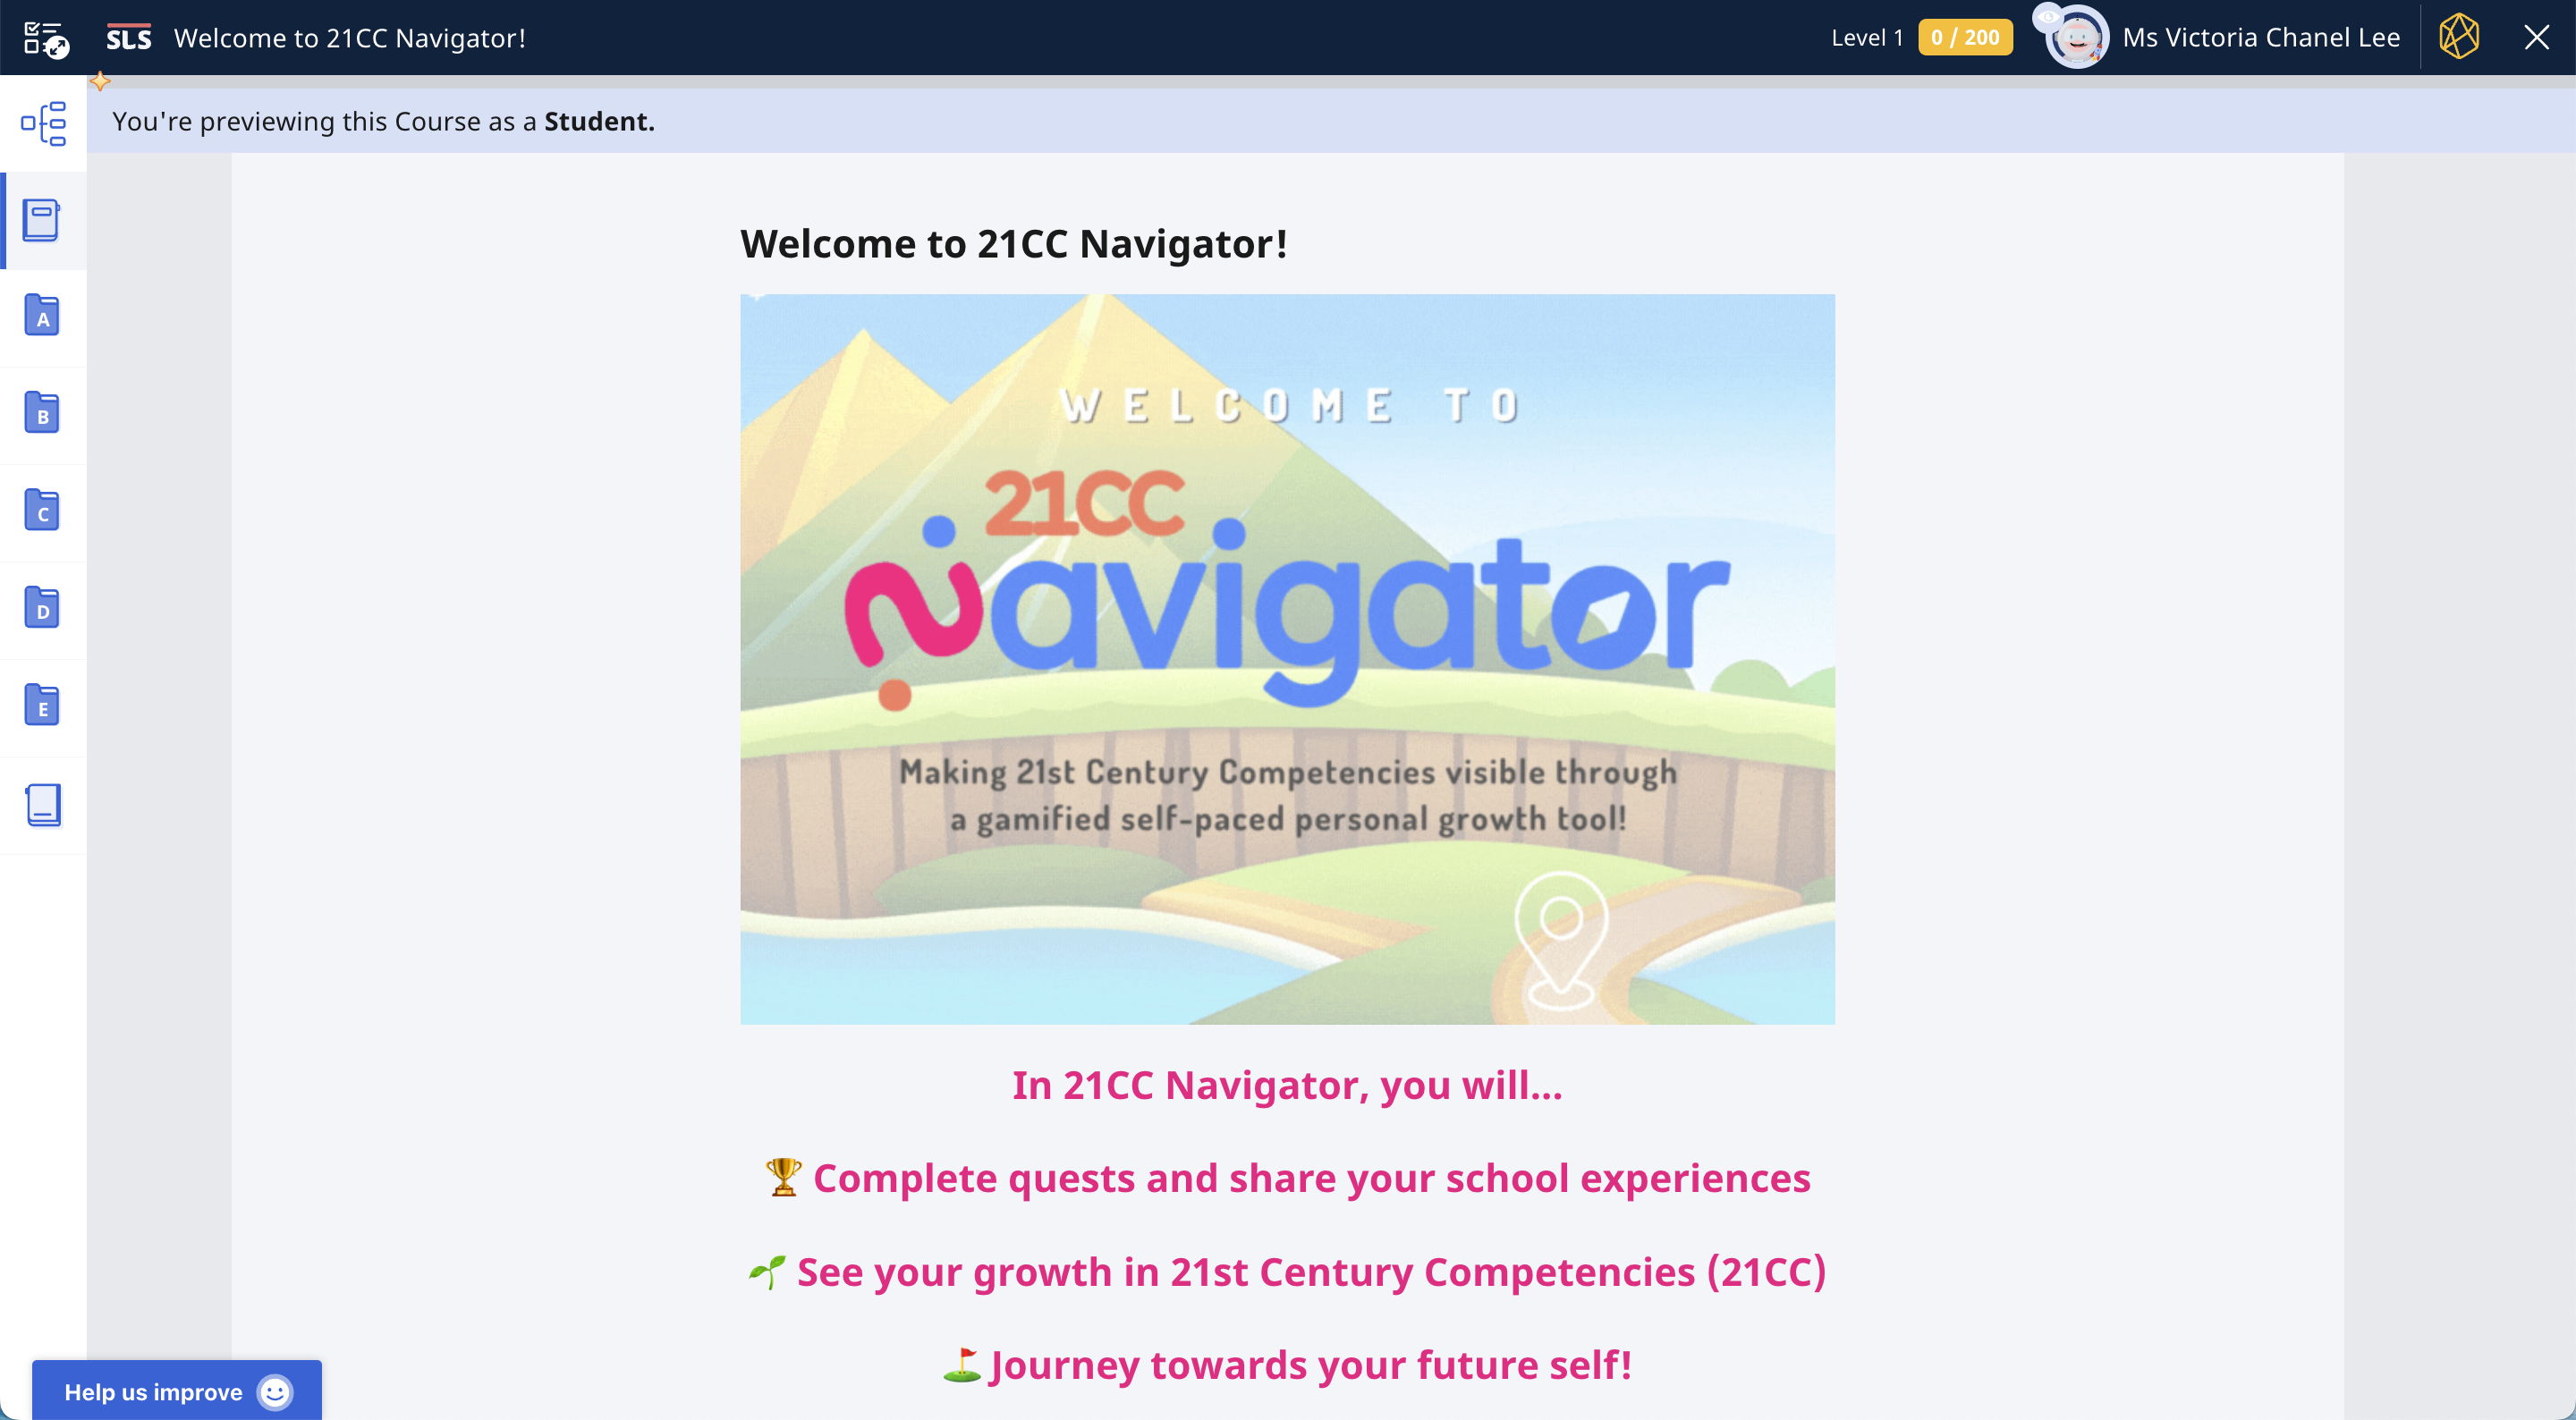 SLS
Welcome to 21CC Navigator!
Level 1
0 / 200
Ms Victoria Chanel Lee
You're previewing this Course as a Student.
A
B
C
D
E
Welcome to 21CC Navigator!
WELCOME TO
21CC
Navigator
Making 21st Century Competencies visible through
a gamified self-paced personal growth tool!
In 21CC Navigator, you will...
🏆 Complete quests and share your school experiences
🌱 See your growth in 21st Century Competencies (21CC)
⛳ Journey towards your future self!
Help us improve